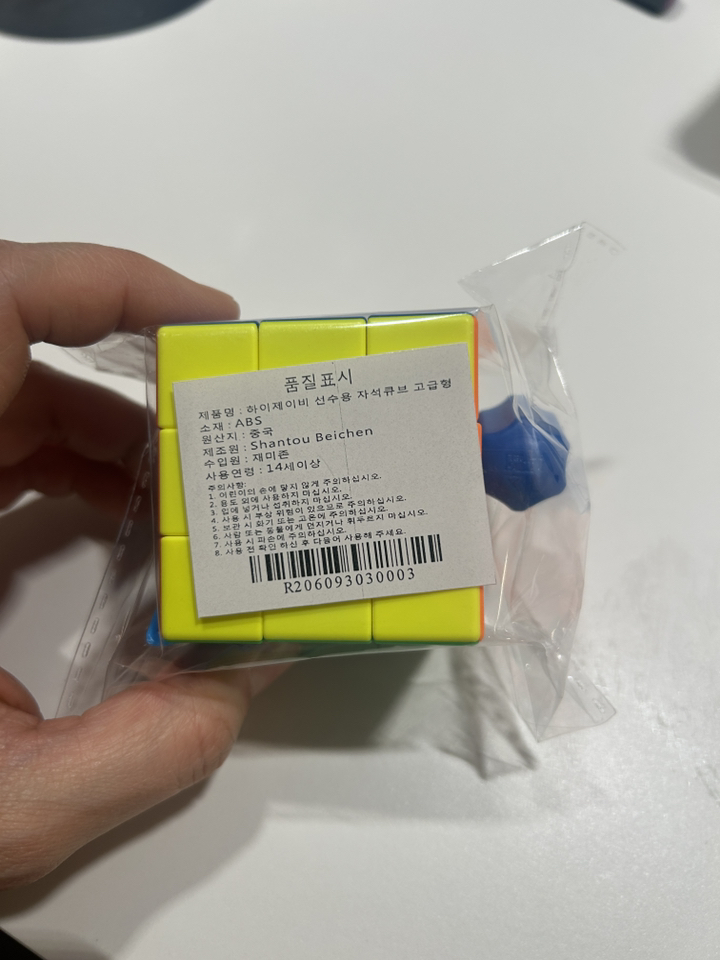 품질표시
제품명 : 하이제이비 선수용 자석큐브 고급형
소재 : ABS
원산지 : 중국
제조원 : Shantou Beichen
수입원 : 재미존
사용연령 : 14세이상
주의사항:
1. 어린이의 손에 닿지 않게 주의하십시오.
2. 용도 외에 사용하지 마십시오.
3. 입에 넣거나 섭취하지 마십시오.
4. 사용 시 부상 위험이 있으므로 주의하십시오.
5. 보관 시 화기 또는 고온에 주의하십시오.
6. 사람 또는 동물에게 던지거나 휘두르지 마십시오.
7. 사용 시 파손에 주의하십시오.
8. 사용 전 확인 하신 후 다음어 사용해 주세요.
R206093030003